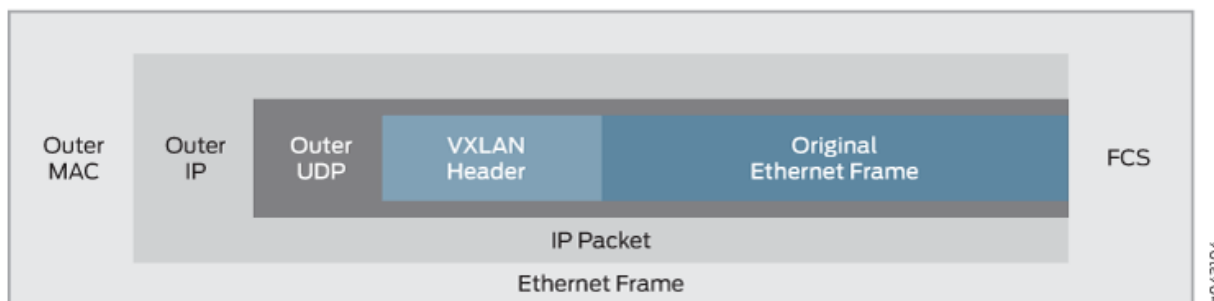 Outer
MAC
Outer
IP
Outer
UDP
VXLAN
Header
Original
Ethernet Frame
FCS
IP Packet
Ethernet Frame